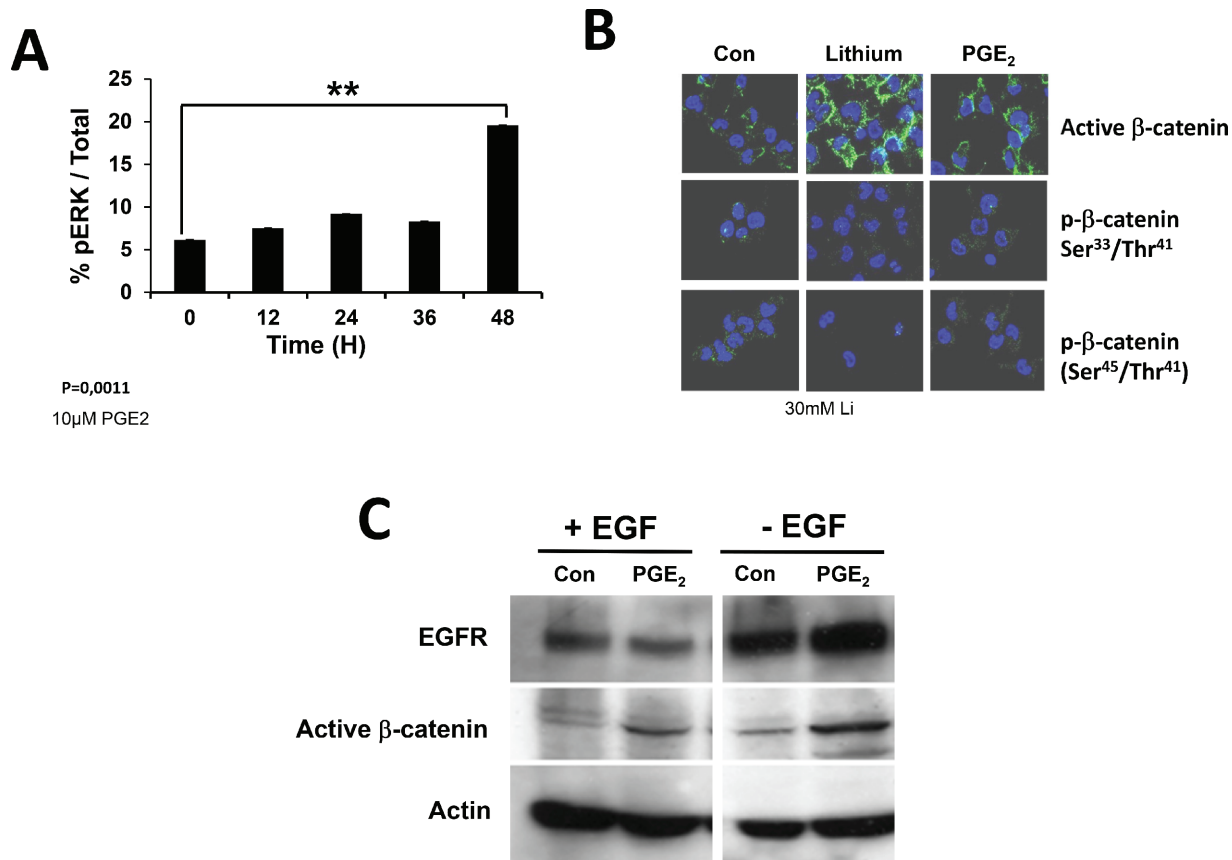 A
25
20
15
10
5
0
% pERK / Total
**
0 12 24 36 48
Time (H)
P=0,0011
10µM PGE2
B
Con Lithium PGE₂
Active β-catenin
p-β-catenin
Ser³³/Thr⁴¹
p-β-catenin
(Ser⁴⁵/Thr⁴¹)
30mM Li
C
+ EGF - EGF
Con PGE₂ Con PGE₂
EGFR
Active β-catenin
Actin